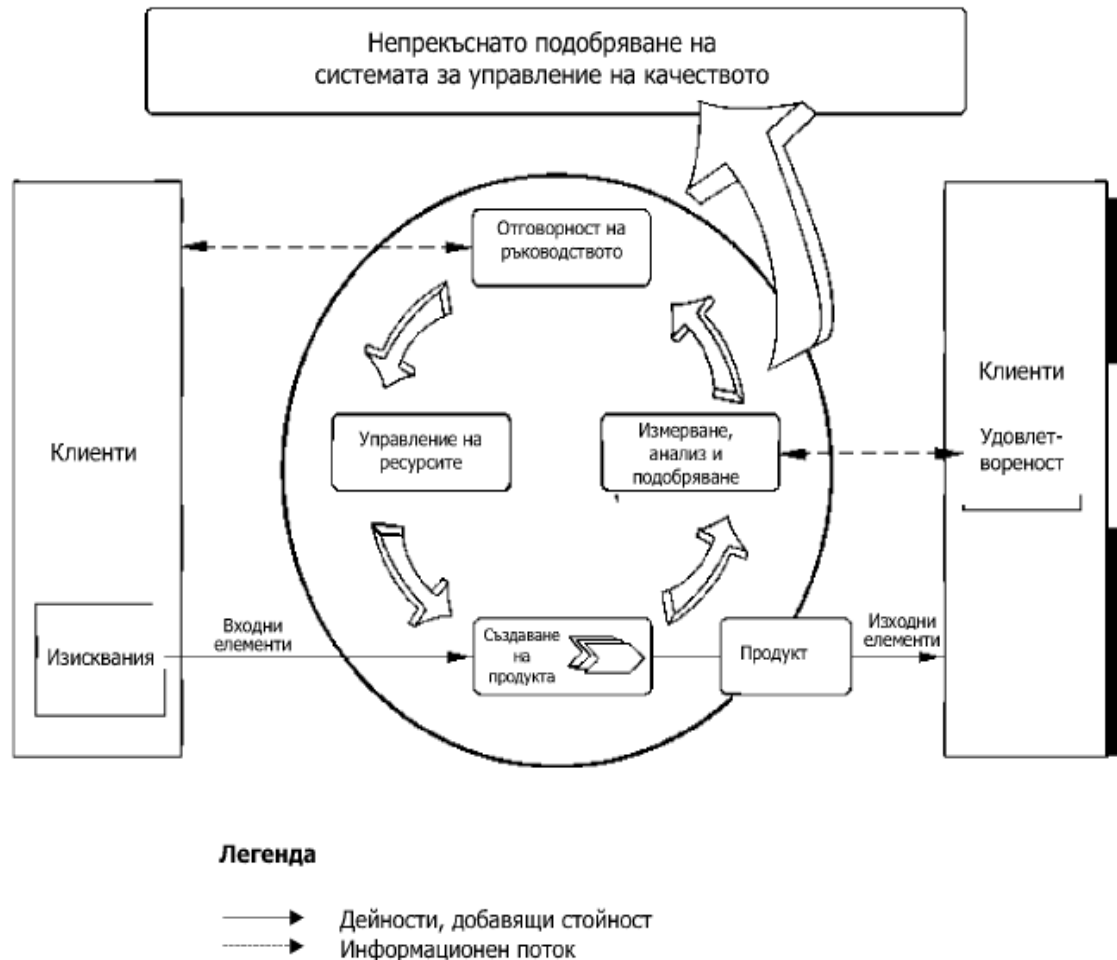 Непрекъснато подобряване на
системата за управление на качеството
Отговорност на
ръководството
Клиенти
Управление на
ресурсите
Измерване,
анализ и
подобряване
Клиенти
Удовлет-
вореност
Изисквания
Входни
елементи
Създаване
на
продукта
Продукт
Изходни
елементи
Легенда
Дейности, добавящи стойност
Информационен поток